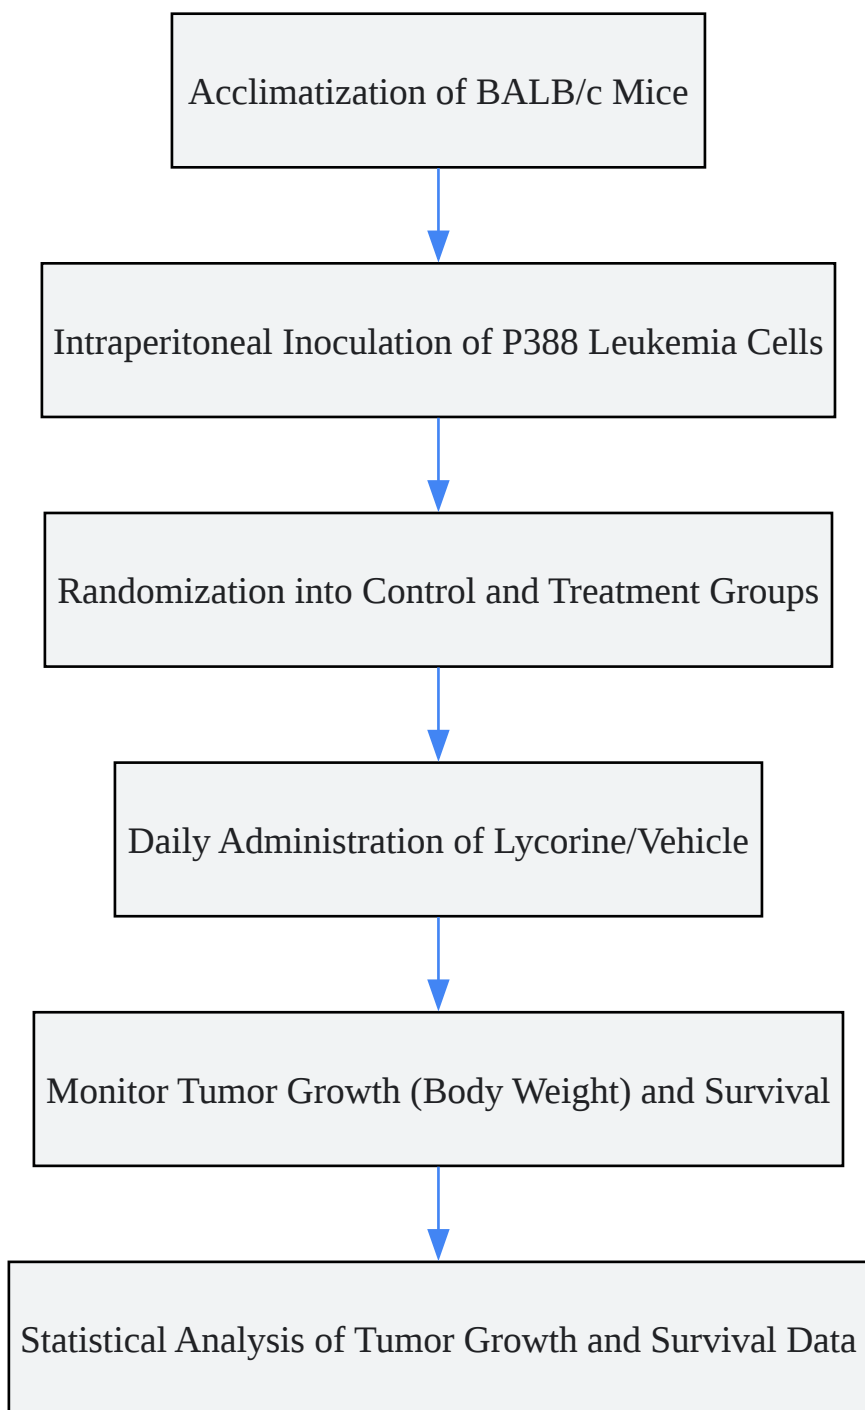 Acclimatization of BALB/c Mice
Intraperitoneal Inoculation of P388 Leukemia Cells
Randomization into Control and Treatment Groups
Daily Administration of Lycorine/Vehicle
Monitor Tumor Growth (Body Weight) and Survival
Statistical Analysis of Tumor Growth and Survival Data